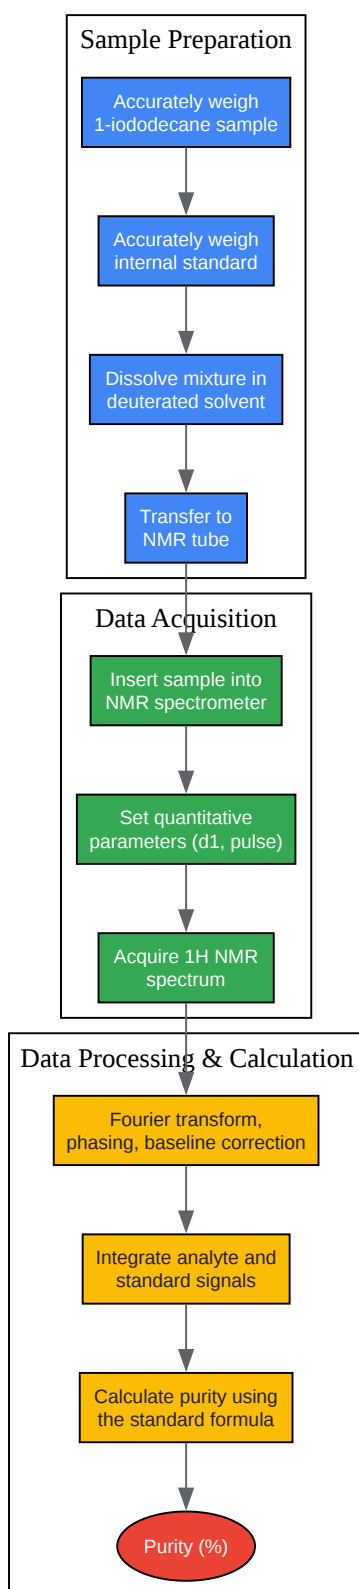 Sample Preparation
Accurately weigh
1-iododecane sample
Accurately weigh
internal standard
Dissolve mixture in
deuterated solvent
Transfer to
NMR tube
Data Acquisition
Insert sample into
NMR spectrometer
Set quantitative
parameters (d1, pulse)
Acquire 1H NMR
spectrum
Data Processing & Calculation
Fourier transform,
phasing, baseline correction
Integrate analyte and
standard signals
Calculate purity using
the standard formula
Purity (%)